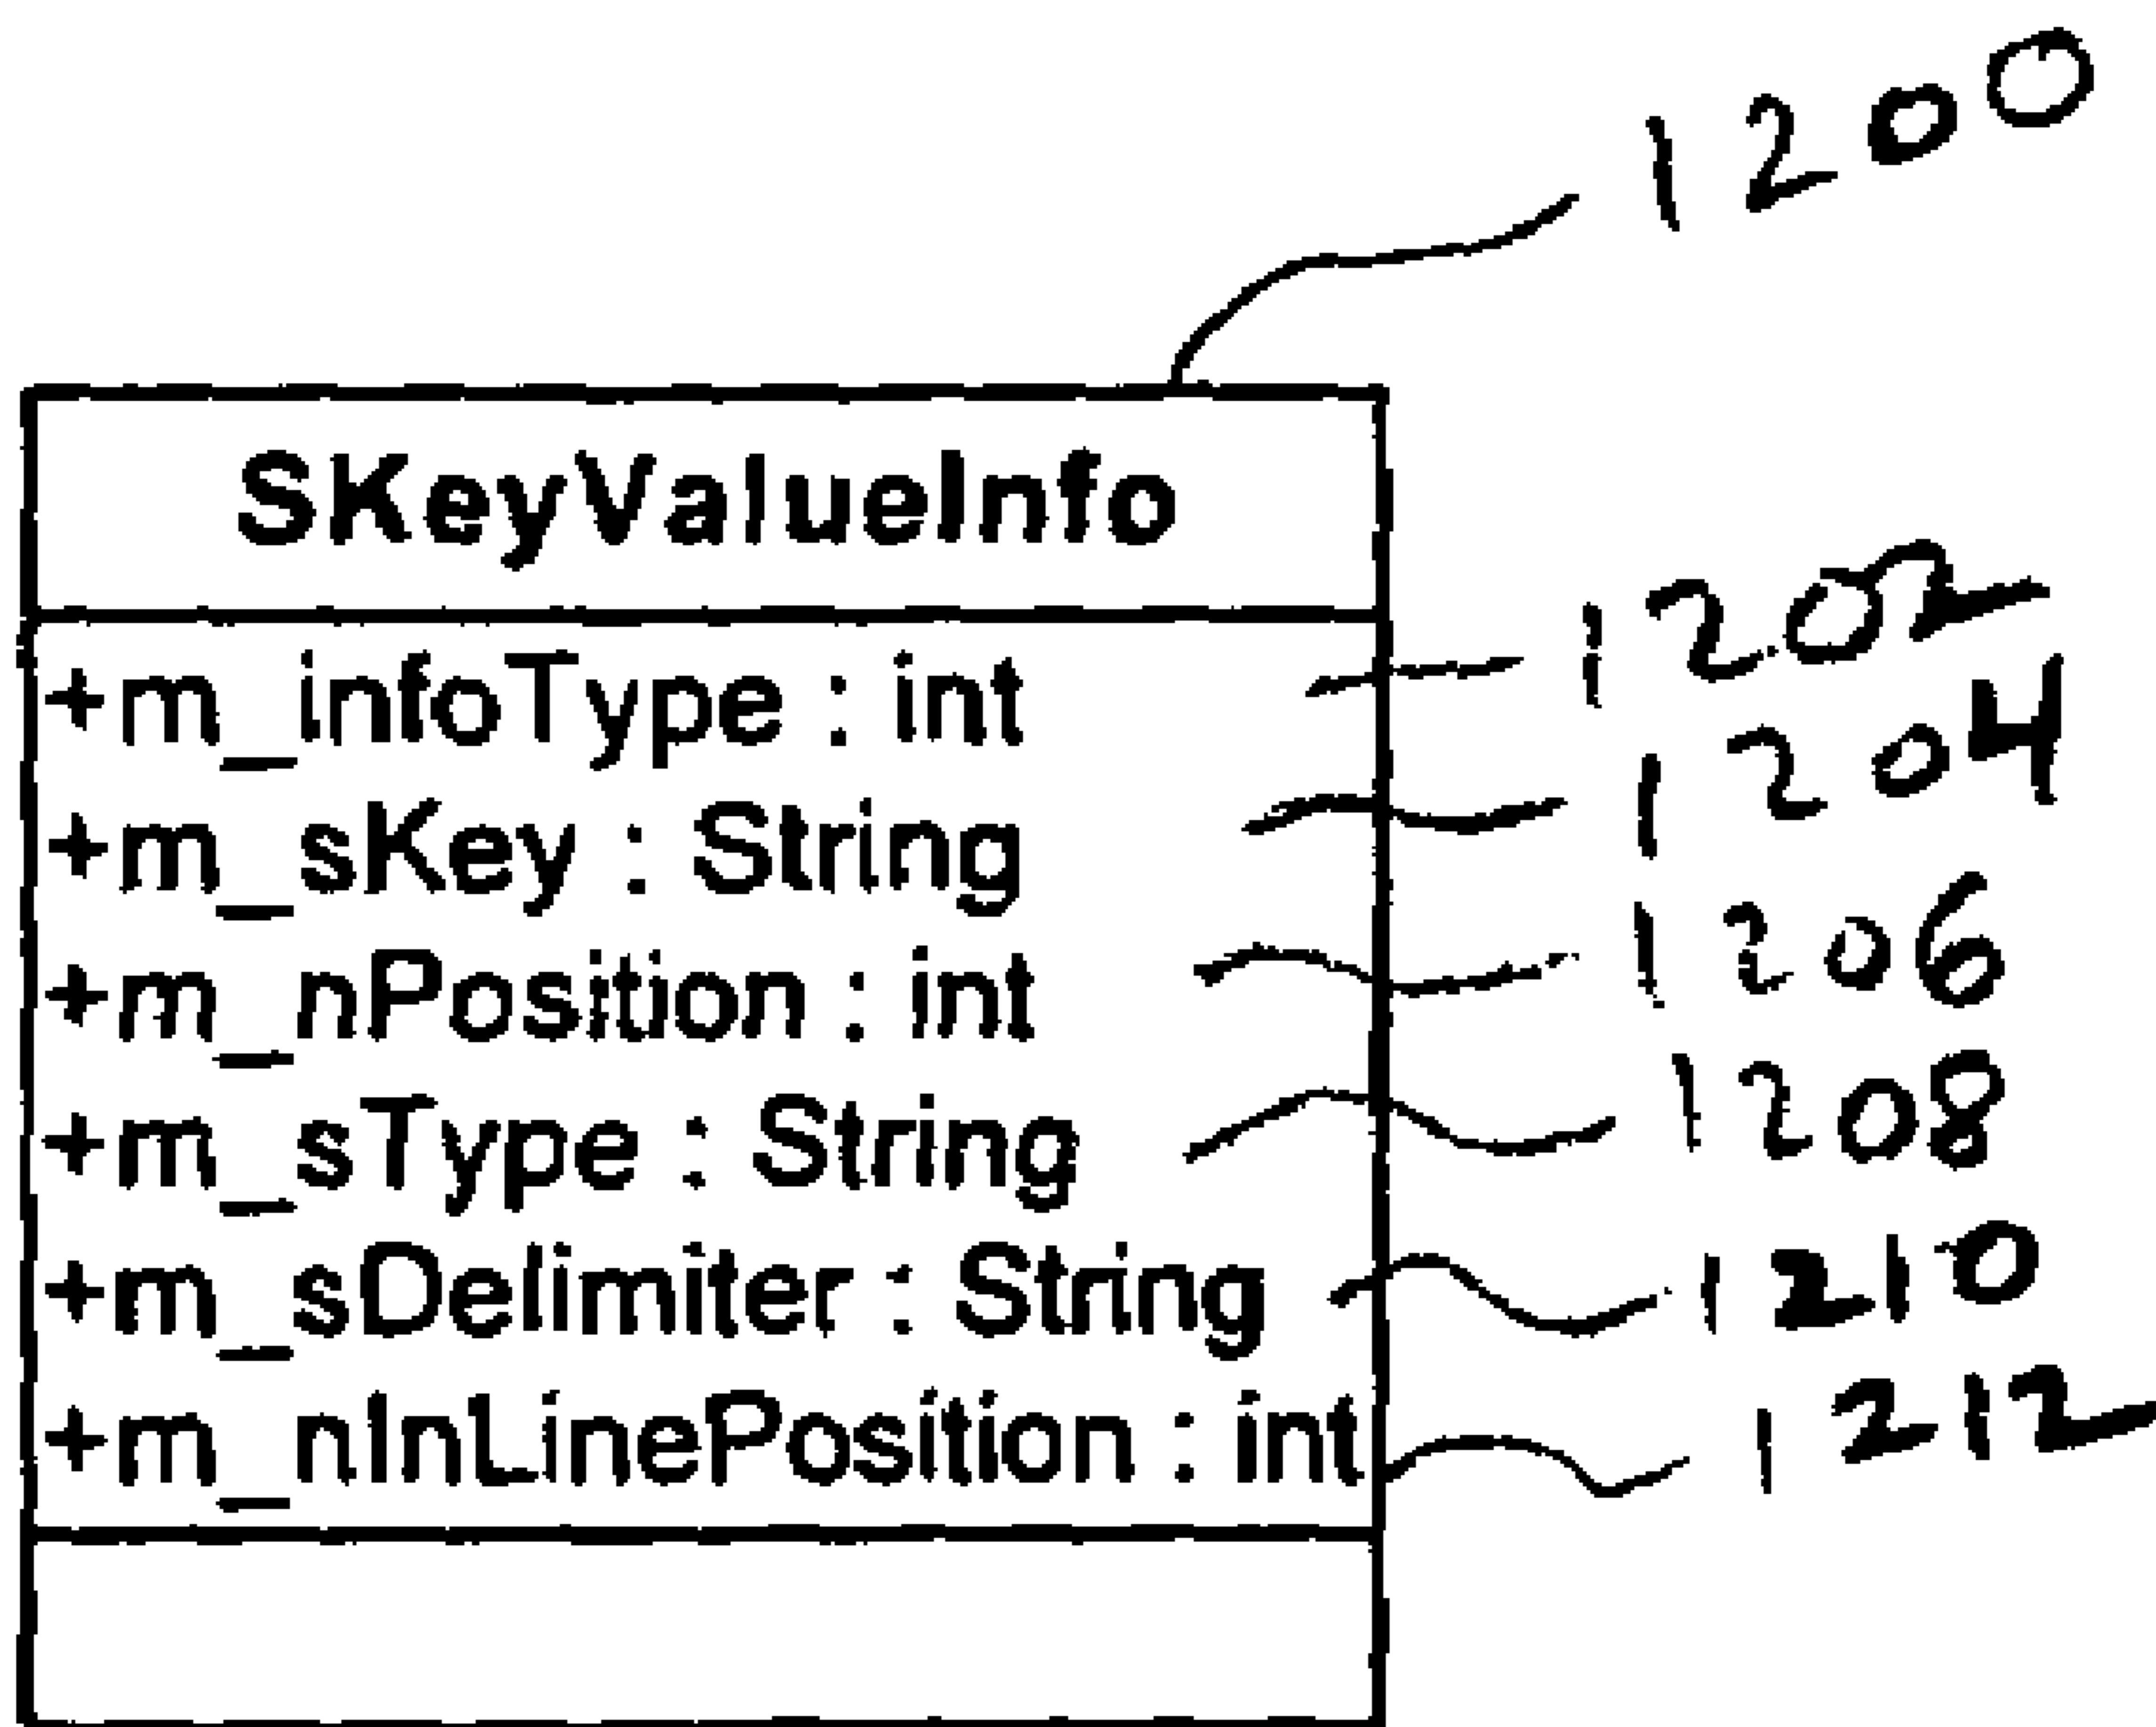 1200
SKeyValueInfo
+m_infoType : int 1202
+m_sKey : String 1204
+m_nPosition : int 1206
+m_sType : String 1208
+m_sDelimiter : String 1210
+m_nInLinePosition : int 1212